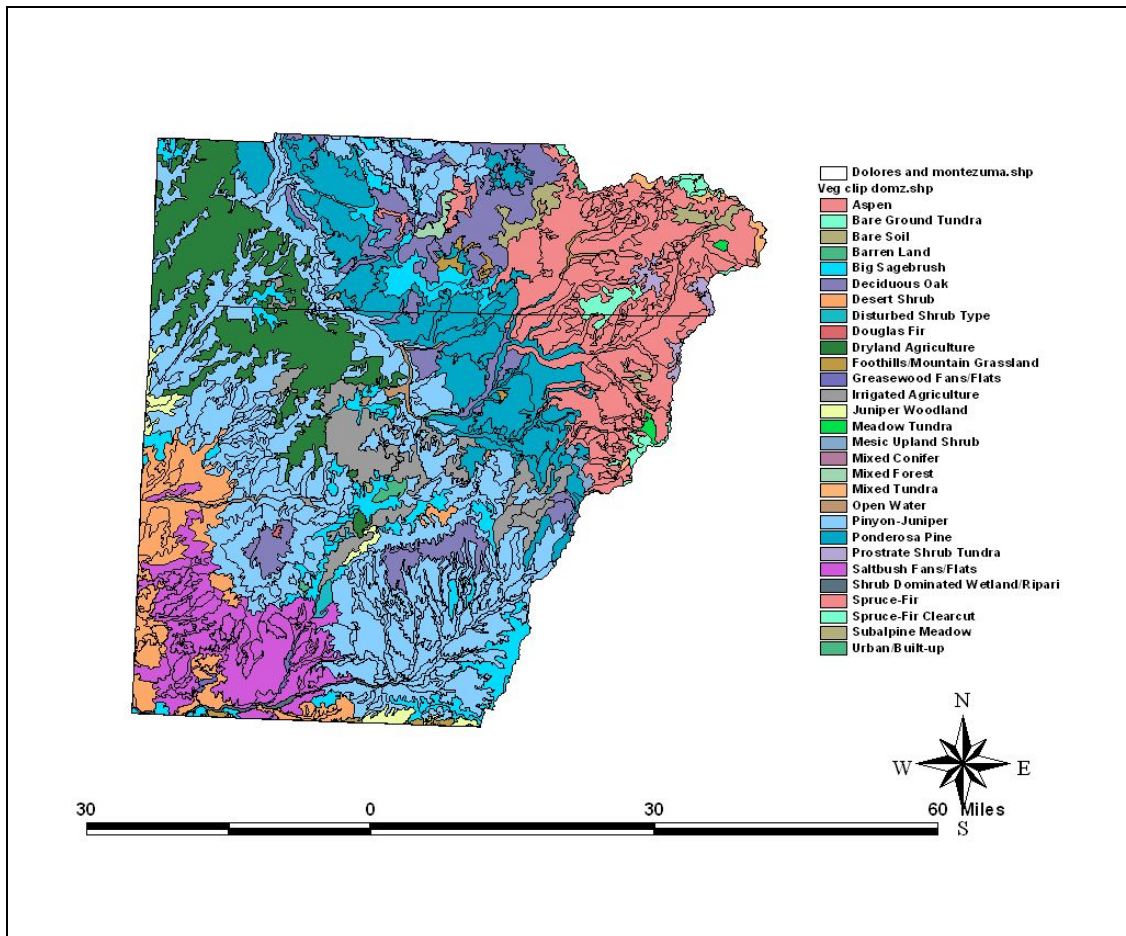 Dolores and montezuma.shp
Veg clip domz.shp
Aspen
Bare Ground Tundra
Bare Soil
Barren Land
Big Sagebrush
Deciduous Oak
Desert Shrub
Disturbed Shrub Type
Douglas Fir
Dryland Agriculture
Foothills/Mountain Grassland
Greasewood Fans/Flats
Irrigated Agriculture
Juniper Woodland
Meadow Tundra
Mesic Upland Shrub
Mixed Conifer
Mixed Forest
Mixed Tundra
Open Water
Pinyon-Juniper
Ponderosa Pine
Prostrate Shrub Tundra
Saltbush Fans/Flats
Shrub Dominated Wetland/Ripari
Spruce-Fir
Spruce-Fir Clearcut
Subalpine Meadow
Urban/Built-up
N
W E
S
30 0 30 60 Miles